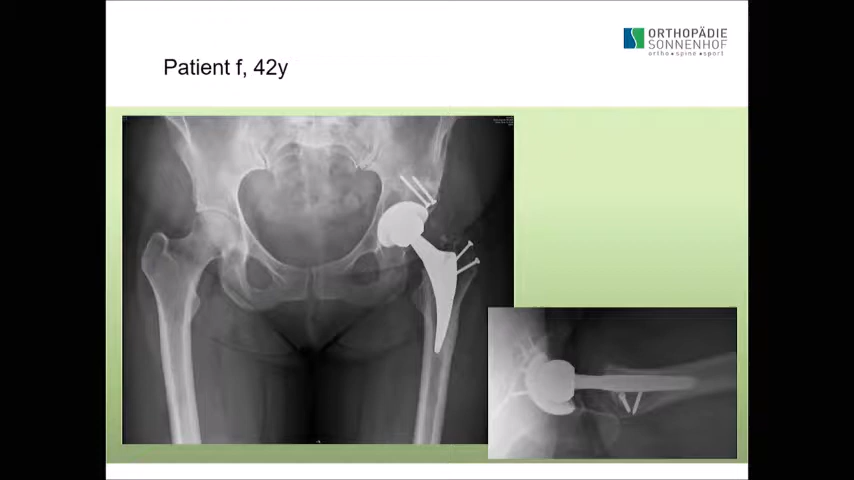 ORTHOPÄDIE
SONNENHOF
ortho • spine • sport
Patient f, 42y